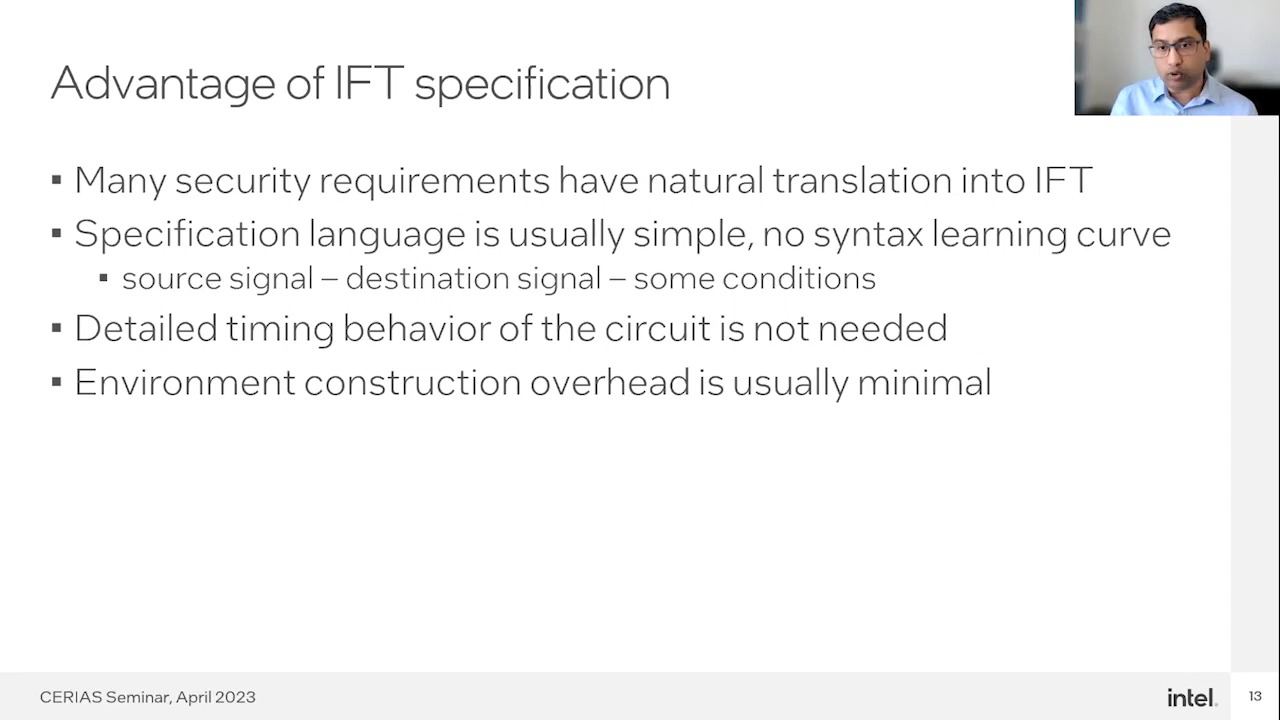 Advantage of IFT specification
▪ Many security requirements have natural translation into IFT
▪ Specification language is usually simple, no syntax learning curve
▪ source signal – destination signal – some conditions
▪ Detailed timing behavior of the circuit is not needed
▪ Environment construction overhead is usually minimal
CERIAS Seminar, April 2023
intel.
13